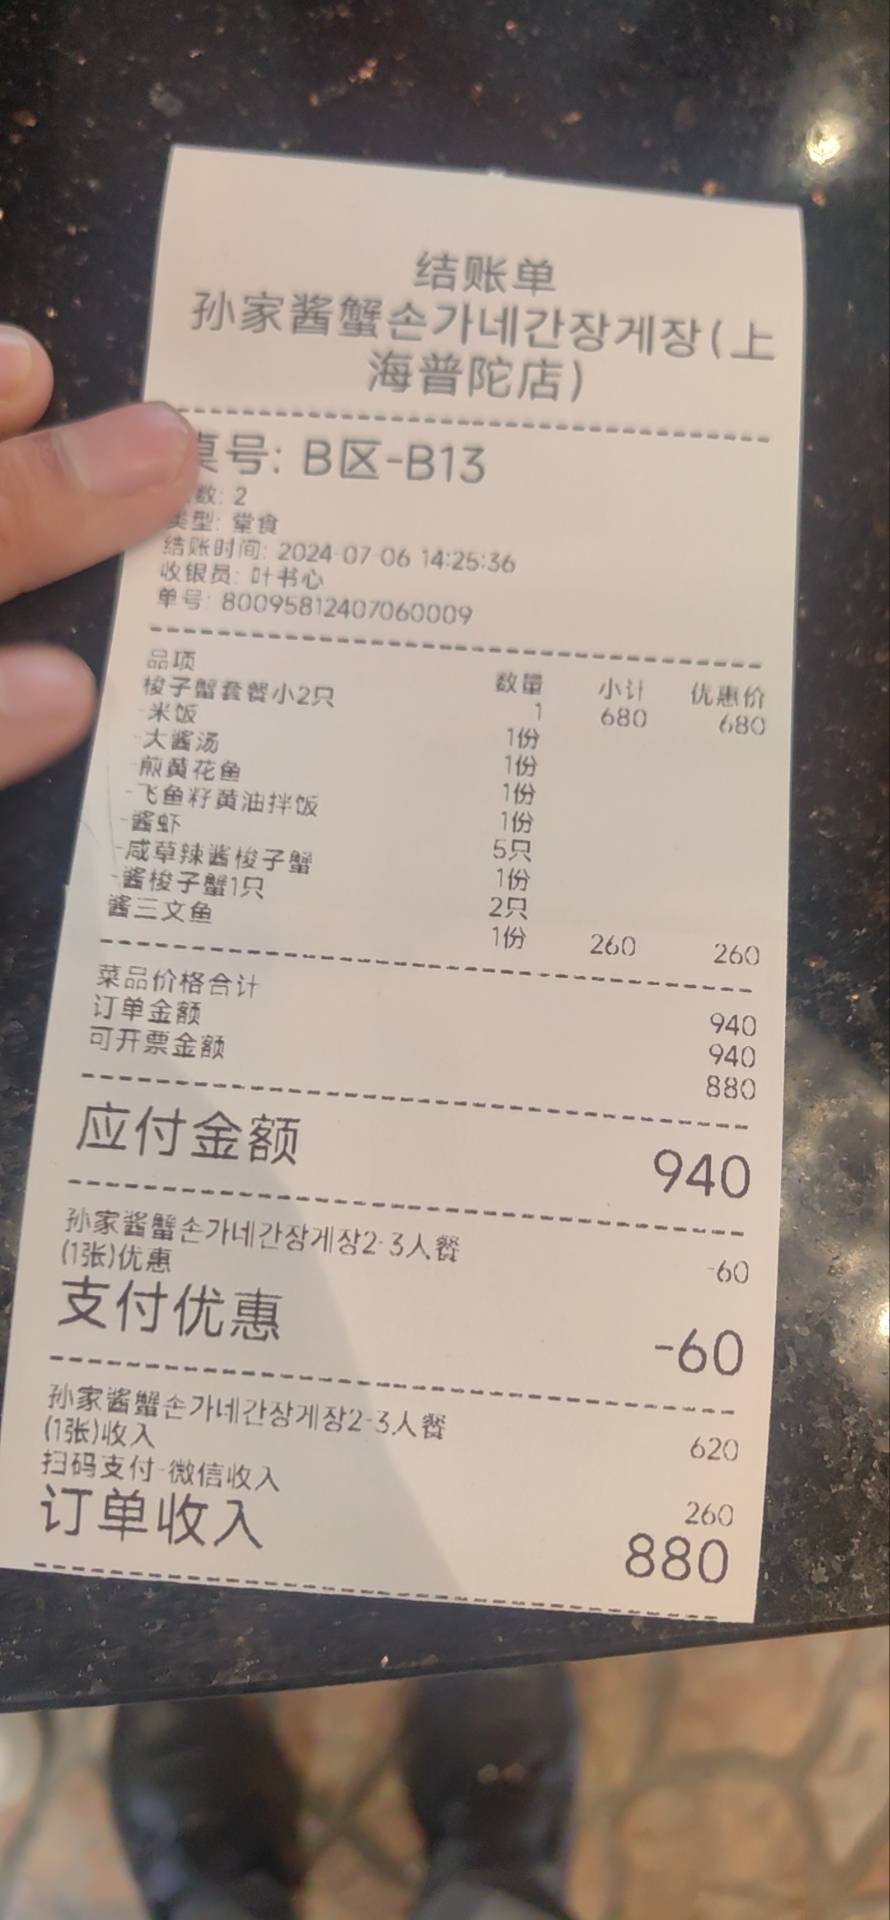 结账单
孙家酱蟹손가네간장게장(上
海普陀店)
桌号: B区-B13
数: 2
类型: 堂食
结账时间: 2024-07-06 14:25:36
收银员: 叶书心
单号: 80095812407060009
品项 数量 小计 优惠价
梭子蟹套餐小2只 1 680 680
-米饭 1份
-大酱汤 1份
-煎黄花鱼 1份
-飞鱼籽黄油拌饭 1份
-酱虾 5只
-咸草辣酱梭子蟹 1份
-酱梭子蟹1只 2只
酱三文鱼 1份 260 260
菜品价格合计 940
订单金额 940
可开票金额 880
应付金额 940
孙家酱蟹손가네간장게장2-3人餐
(1张)优惠 -60
支付优惠 -60
孙家酱蟹손가네간장게장2-3人餐
(1张)收入 620
扫码支付-微信收入 260
订单收入 880